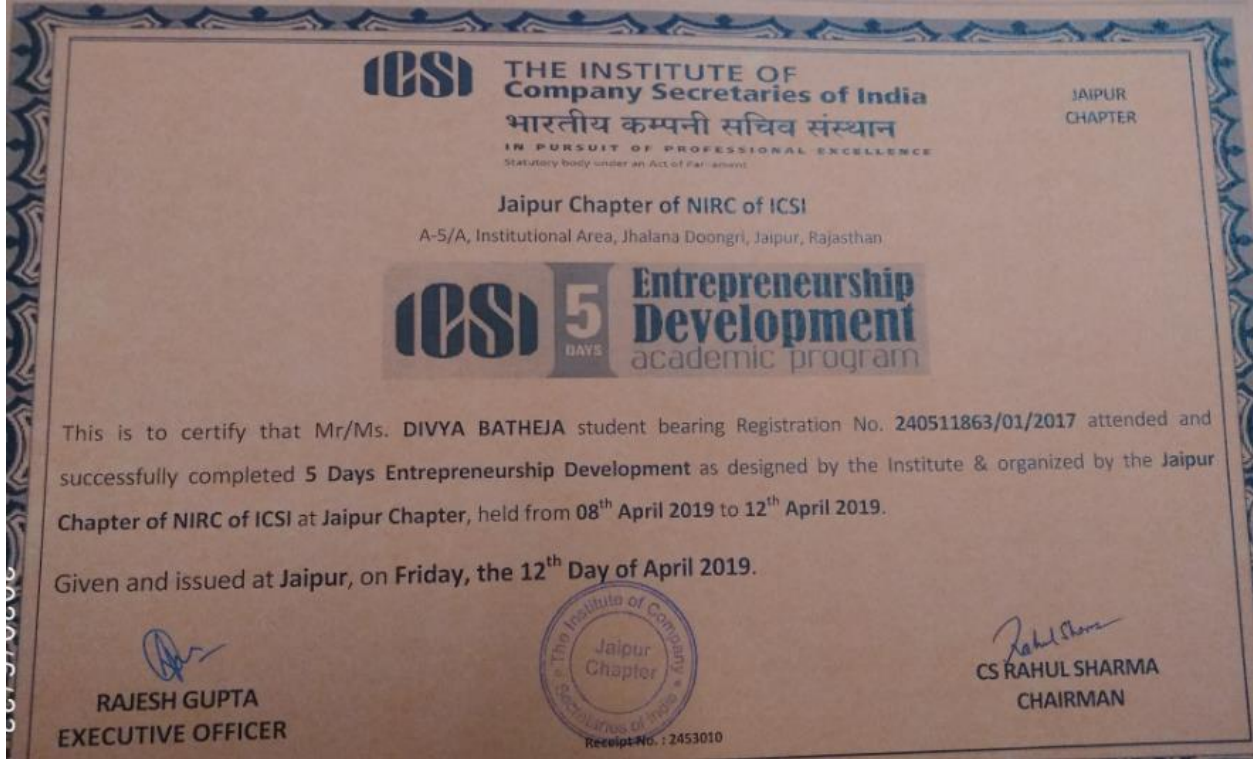 ICSI
THE INSTITUTE OF
Company Secretaries of India
भारतीय कम्पनी सचिव संस्थान
IN PURSUIT OF PROFESSIONAL EXCELLENCE
Statutory body under an Act of Parliament
JAIPUR
CHAPTER
Jaipur Chapter of NIRC of ICSI
A-5/A, Institutional Area, Jhalana Doongri, Jaipur, Rajasthan
ICSI
5
DAYS
Entrepreneurship
Development
academic program
This is to certify that Mr/Ms. DIVYA BATHEJA student bearing Registration No. 240511863/01/2017 attended and
successfully completed 5 Days Entrepreneurship Development as designed by the Institute & organized by the Jaipur
Chapter of NIRC of ICSI at Jaipur Chapter, held from 08th April 2019 to 12th April 2019.
Given and issued at Jaipur, on Friday, the 12th Day of April 2019.
The Institute of Company Secretaries of India
Jaipur
Chapter
Rahul Sharma
RAJESH GUPTA
EXECUTIVE OFFICER
CS RAHUL SHARMA
CHAIRMAN
Receipt No. : 2453010